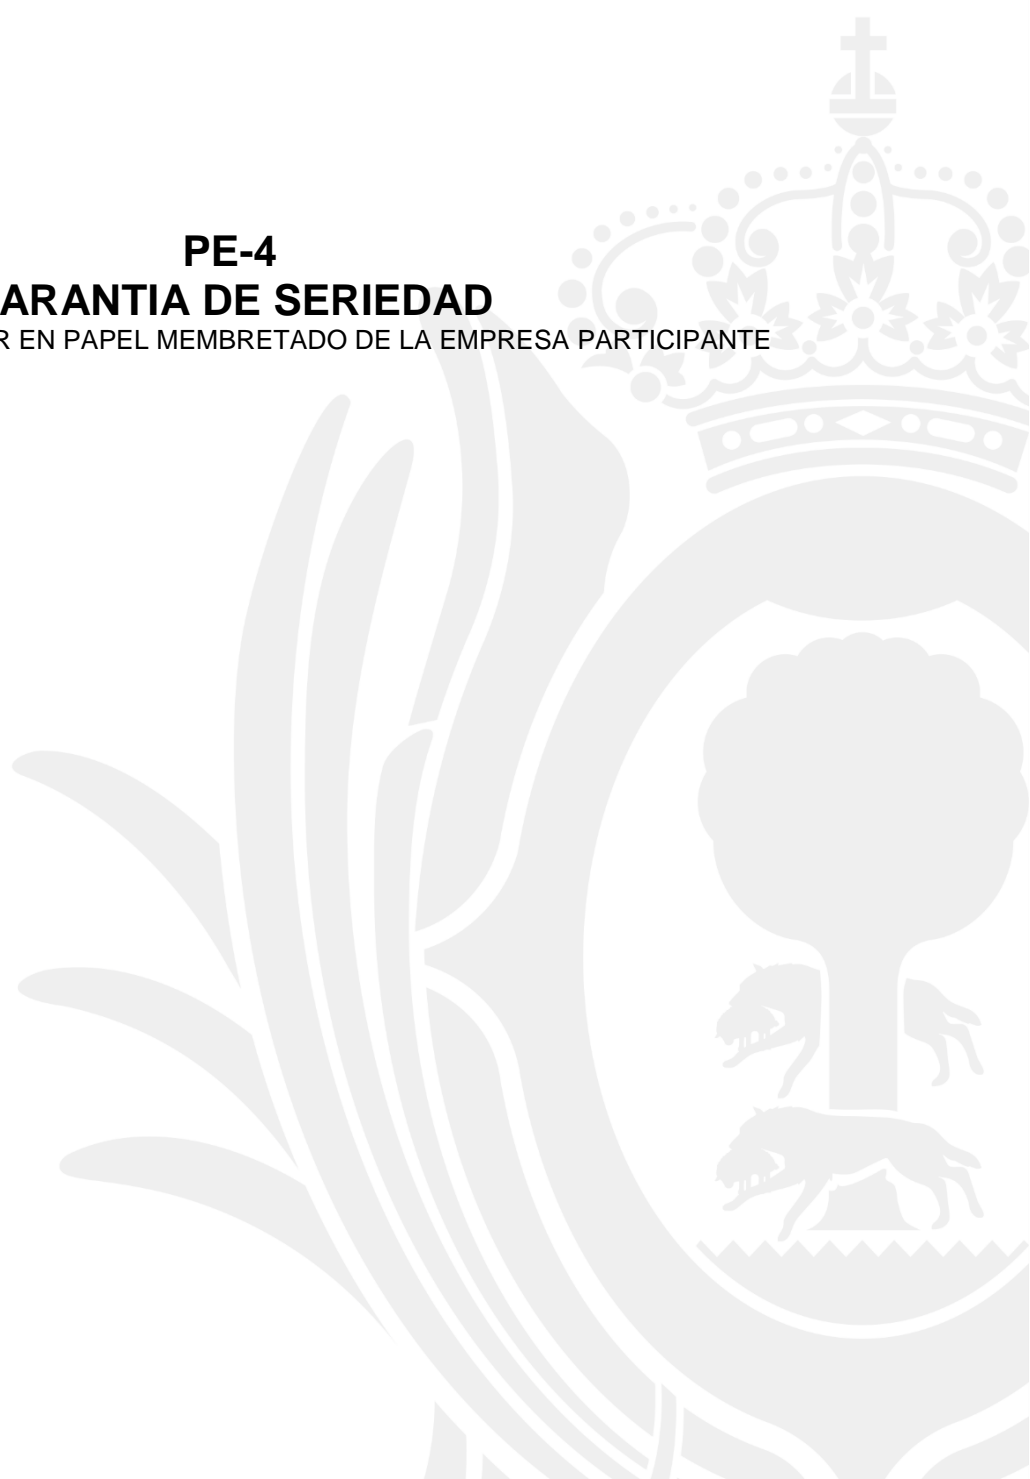 PE-4
ARANTIA DE SERIEDAD
R EN PAPEL MEMBRETADO DE LA EMPRESA PARTICIPANTE